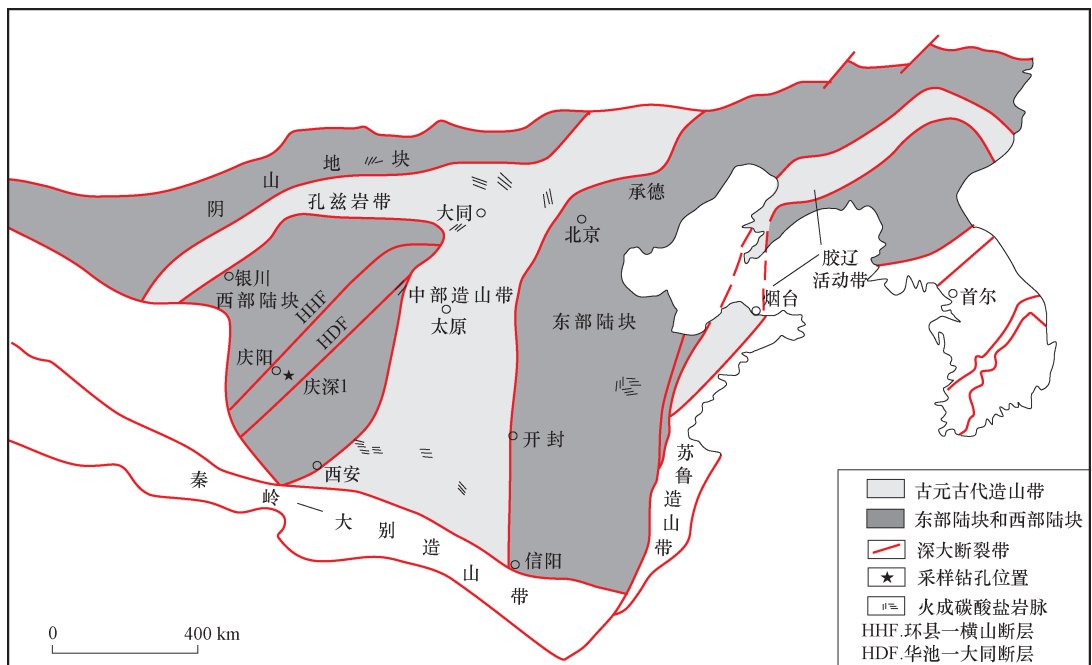 阴山地块
孔兹岩带
大同
承德
北京
银川
西部陆块
HHF
HDF
中部造山带
太原
东部陆块
胶辽
活动带
烟台
首尔
庆阳
庆深1
开封
西安
苏鲁造山带
秦岭—大别造山带
信阳
古元古代造山带
东部陆块和西部陆块
深大断裂带
采样钻孔位置
火成碳酸盐岩脉
HHF.环县一横山断层
HDF.华池一大同断层
0 400 km